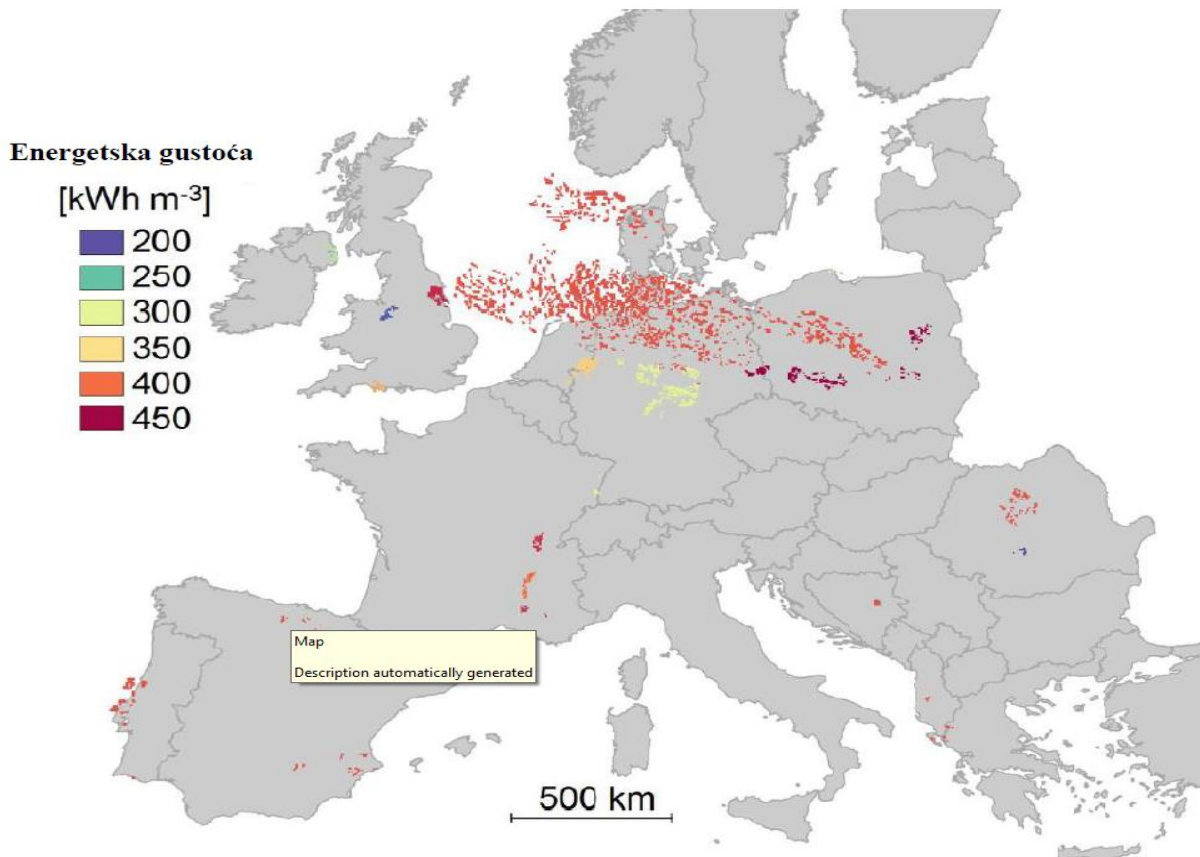 Energetska gustoća
[kWh m⁻³]
200
250
300
350
400
450
Map
Description automatically generated
500 km